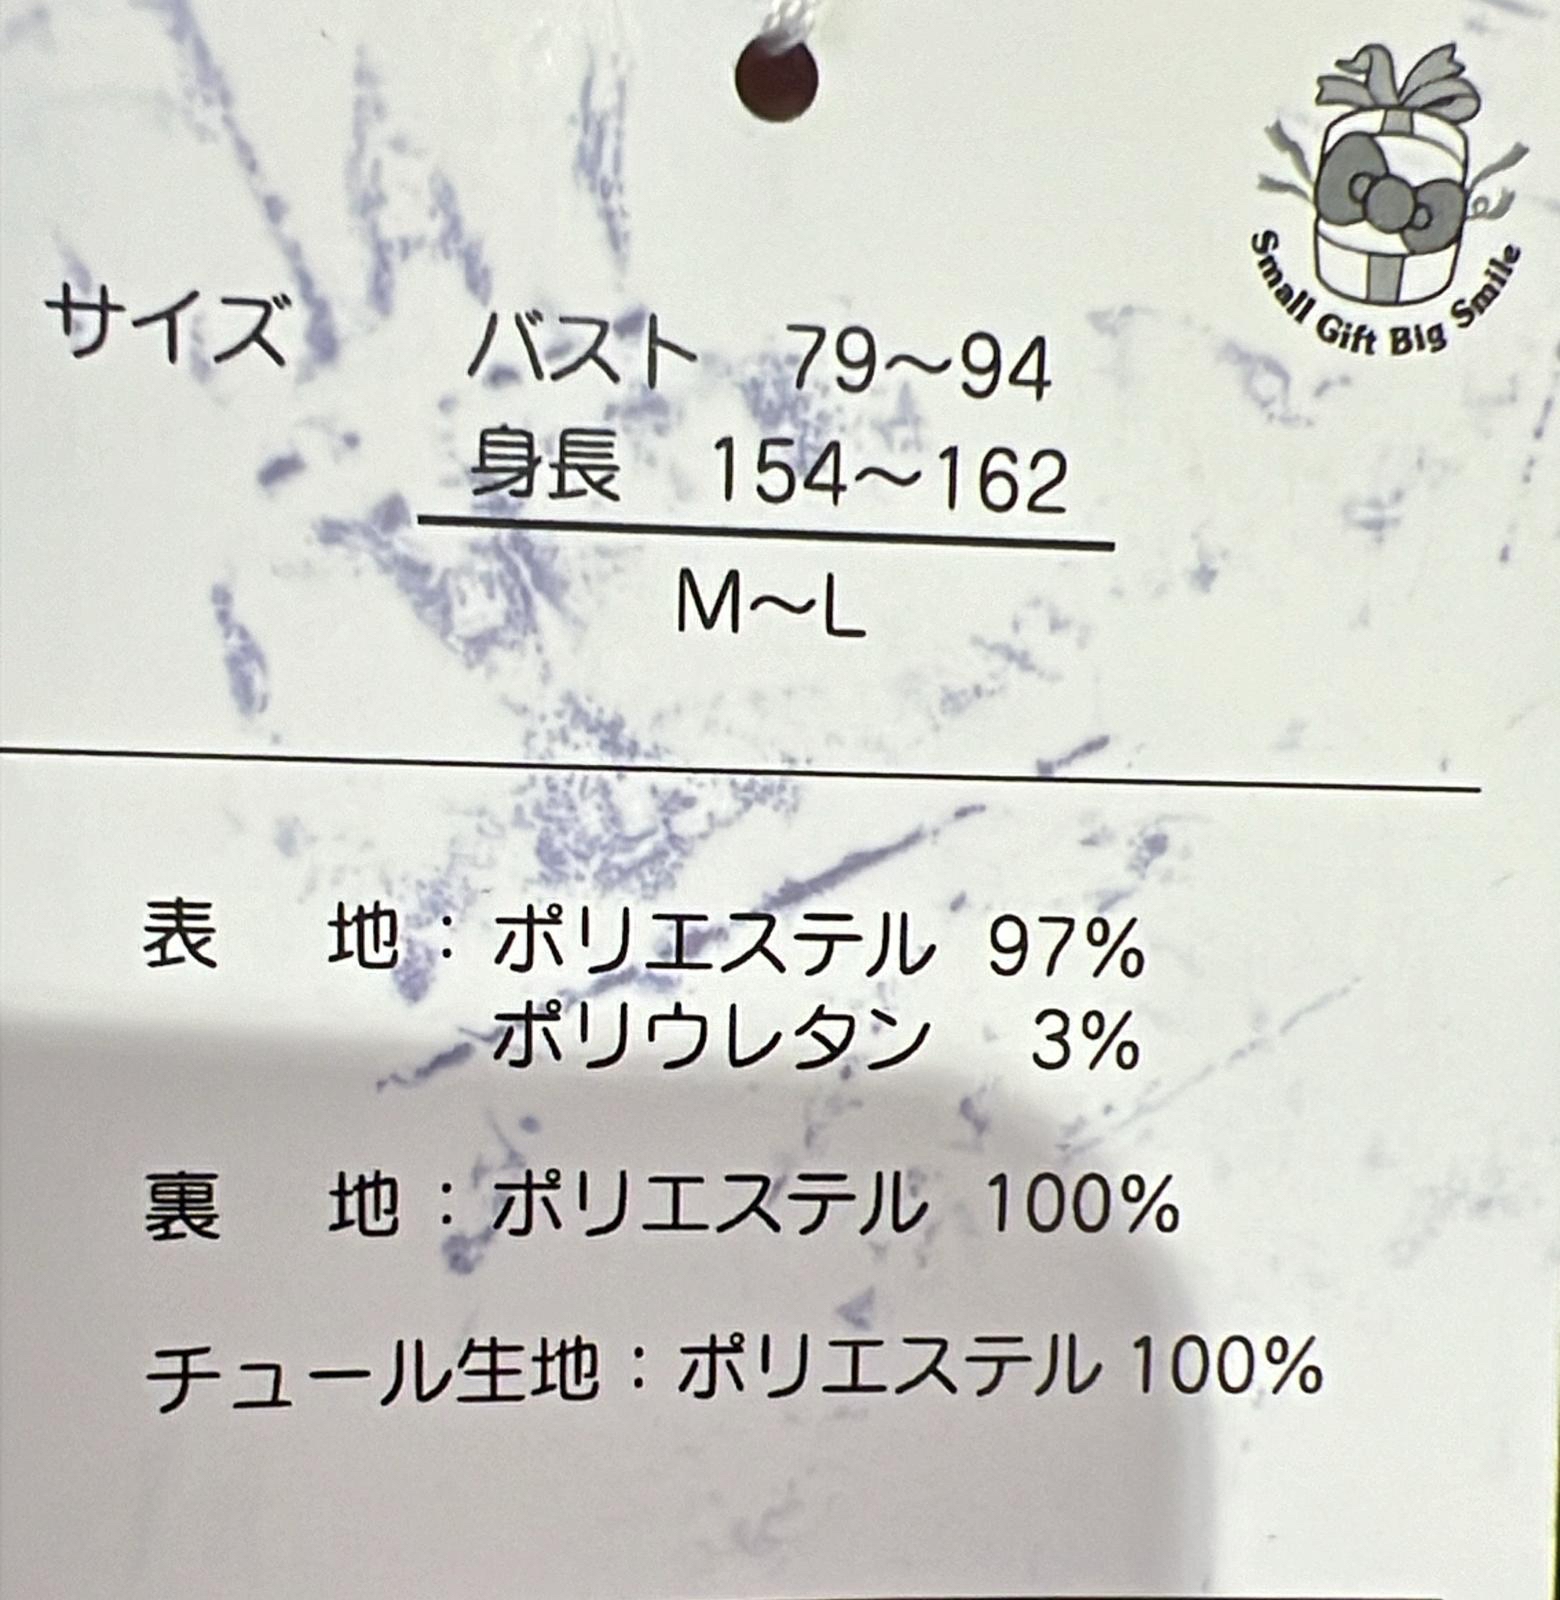 Small Gift Big Smile
サイズ
バスト 79〜94
身長 154〜162
M〜L
表 地：ポリエステル 97%
ポリウレタン 3%
裏 地：ポリエステル 100%
チュール生地：ポリエステル 100%